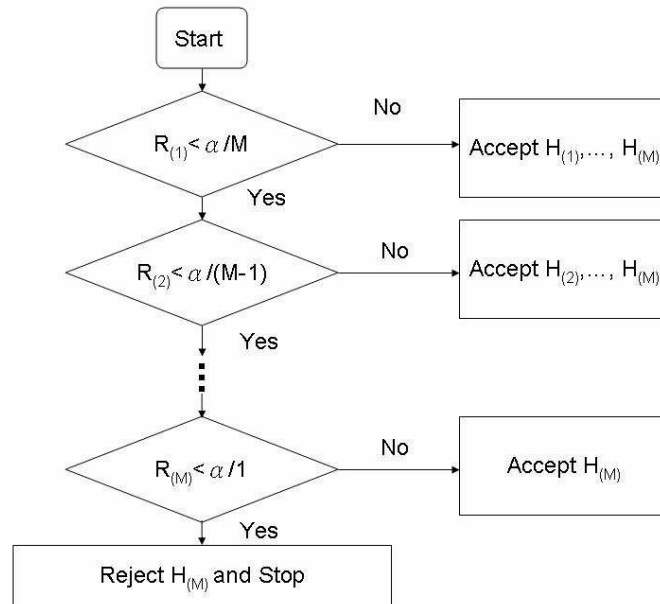 Start
R(1)< α/M
No
Accept H(1),…, H(M)
Yes
R(2)< α/(M-1)
No
Accept H(2),…, H(M)
Yes
R(M)< α/1
No
Accept H(M)
Yes
Reject H(M) and Stop